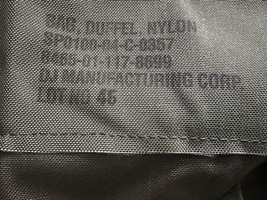 BAG, DUFFEL, NYLON
SP0100-04-C-0357
8465-01-117-8699
DJ MANUFACTURING CORP.
LOT NO 45